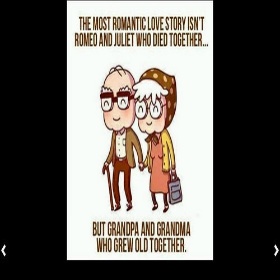 THE MOST ROMANTIC LOVE STORY ISN'T
ROMEO AND JULIET WHO DIED TOGETHER...
BUT GRANDPA AND GRANDMA
WHO GREW OLD TOGETHER.